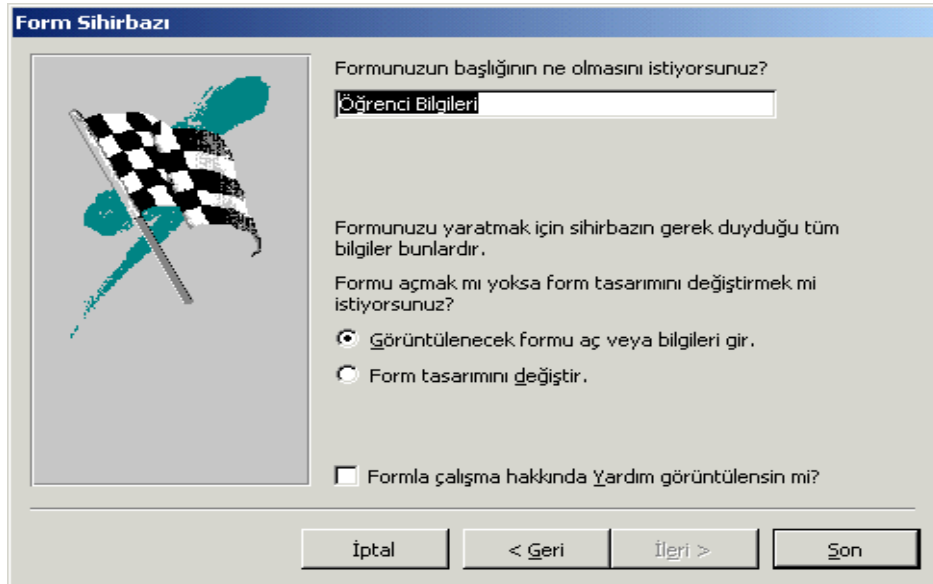 Form Sihirbazı
Formunuzun başlığının ne olmasını istiyorsunuz?
Öğrenci Bilgileri
Formunuzu yaratmak için sihirbazın gerek duyduğu tüm
bilgiler bunlardır.
Formu açmak mı yoksa form tasarımını değiştirmek mi
istiyorsunuz?
Görüntülenecek formu aç veya bilgileri gir.
Form tasarımını değiştir.
Formla çalışma hakkında Yardım görüntülensin mi?
İptal
< Geri
İleri >
Son